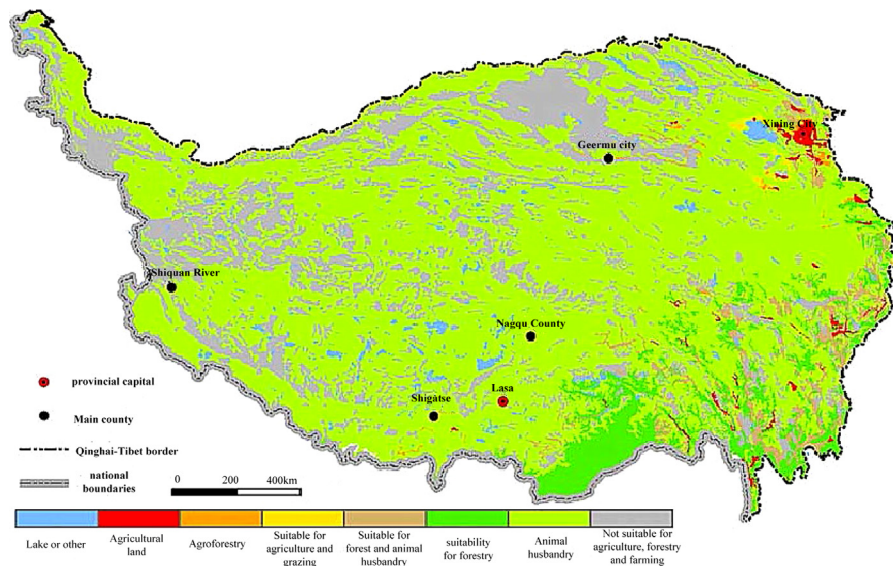 Xining City
Geermu city
Shiquan River
Nagqu County
Lasa
Shigatse
provincial capital
Main county
Qinghai-Tibet border
national
boundaries
0 200 400km
Lake or other
Agricultural
land
Agroforestry
Suitable for
agriculture and
grazing
Suitable for
forest and animal
husbandry
suitability
for forestry
Animal
husbandry
Not suitable for
agriculture, forestry
and farming